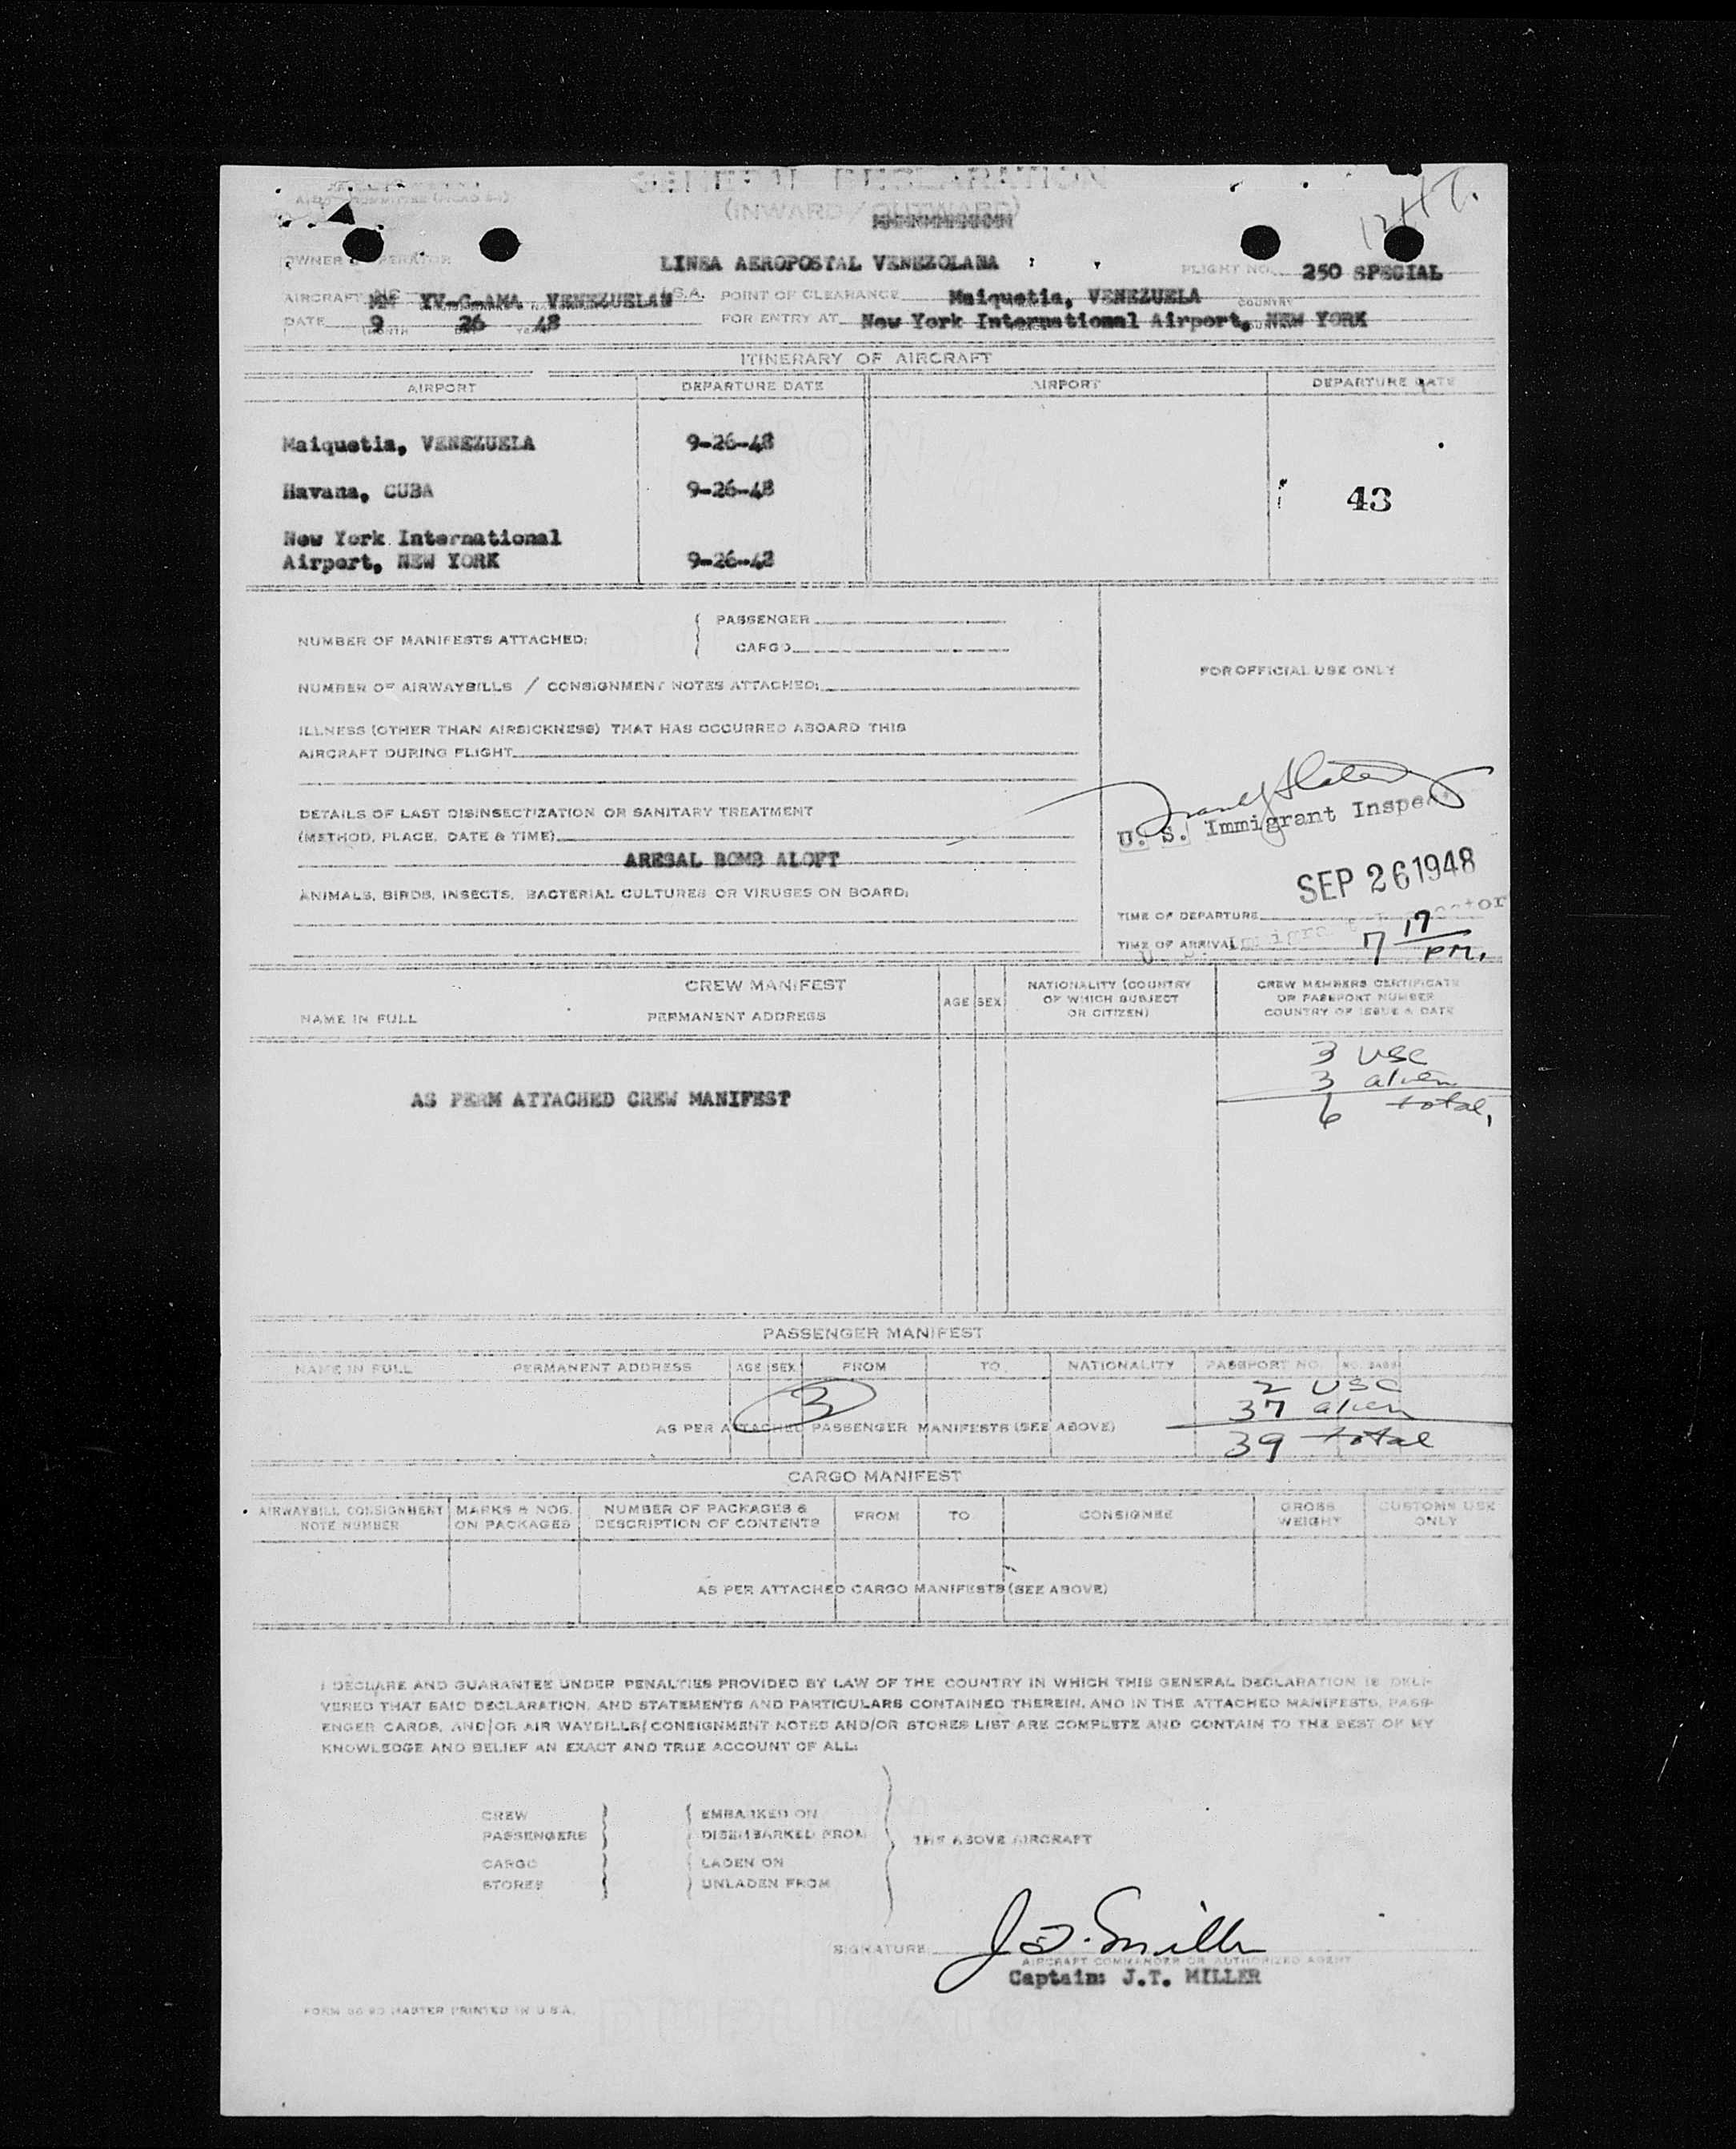 GENERAL DECLARATION
(INWARD / OUTWARD)
OWNER OPERATOR LINEA AEROPOSTAL VENEZOLANA FLIGHT NO. 250 SPECIAL
AIRCRAFT YV-C-AMA VENEZUELAN POINT OF CLEARANCE Maiquetia, VENEZUELA COUNTRY
DATE 9 26 48 FOR ENTRY AT New York International Airport, NEW YORK
MONTH
ITINERARY OF AIRCRAFT
AIRPORT DEPARTURE DATE AIRPORT DEPARTURE DATE
Maiquetia, VENEZUELA 9-26-48
Havana, CUBA 9-26-48 43
New York International
Airport, NEW YORK 9-26-48
NUMBER OF MANIFESTS ATTACHED: { PASSENGER
CARGO
FOR OFFICIAL USE ONLY
NUMBER OF AIRWAYBILLS / CONSIGNMENT NOTES ATTACHED:
ILLNESS (OTHER THAN AIRSICKNESS) THAT HAS OCCURRED ABOARD THIS
AIRCRAFT DURING FLIGHT
DETAILS OF LAST DISINSECTIZATION OR SANITARY TREATMENT
(METHOD, PLACE, DATE & TIME)
U. S. Immigrant Inspector
ARESAL BOMB ALOFT
SEP 26 1948
ANIMALS, BIRDS, INSECTS, BACTERIAL CULTURES OR VIRUSES ON BOARD:
TIME OF DEPARTURE
TIME OF ARRIVAL 7 17 PM.
CREW MANIFEST
NAME IN FULL PERMANENT ADDRESS AGE SEX NATIONALITY (COUNTRY OF WHICH SUBJECT OR CITIZEN) CREW MEMBERS CERTIFICATE OR PASSPORT NUMBER COUNTRY OF ISSUE & DATE
3 USC
3 alien
6 total,
AS PERM ATTACHED CREW MANIFEST
PASSENGER MANIFEST
NAME IN FULL PERMANENT ADDRESS AGE SEX FROM TO NATIONALITY PASSPORT NO. NO. BAGS
2 USC
3
37 alien
AS PER ATTACHED PASSENGER MANIFESTS (SEE ABOVE)
39 total
CARGO MANIFEST
AIRWAYBILL CONSIGNMENT NOTE NUMBER MARKS & NOS. ON PACKAGES NUMBER OF PACKAGES & DESCRIPTION OF CONTENTS FROM TO CONSIGNEE GROSS WEIGHT CUSTOMS USE ONLY
AS PER ATTACHED CARGO MANIFESTS (SEE ABOVE)
I DECLARE AND GUARANTEE UNDER PENALTIES PROVIDED BY LAW OF THE COUNTRY IN WHICH THIS GENERAL DECLARATION IS DELI-
VERED THAT SAID DECLARATION, AND STATEMENTS AND PARTICULARS CONTAINED THEREIN, AND IN THE ATTACHED MANIFESTS, PASS-
ENGER CARDS, AND/OR AIR WAYBILLS/CONSIGNMENT NOTES AND/OR STORES LIST ARE COMPLETE AND CONTAIN TO THE BEST OF MY
KNOWLEDGE AND BELIEF AN EXACT AND TRUE ACCOUNT OF ALL:
CREW } { EMBARKED ON
PASSENGERS DISEMBARKED FROM } THE ABOVE AIRCRAFT
CARGO } { LADEN ON
STORES UNLADEN FROM
SIGNATURE J.T. Miller
AIRCRAFT COMMANDER OR AUTHORIZED AGENT
Captain: J.T. MILLER
MASTER PRINTED IN U.S.A.